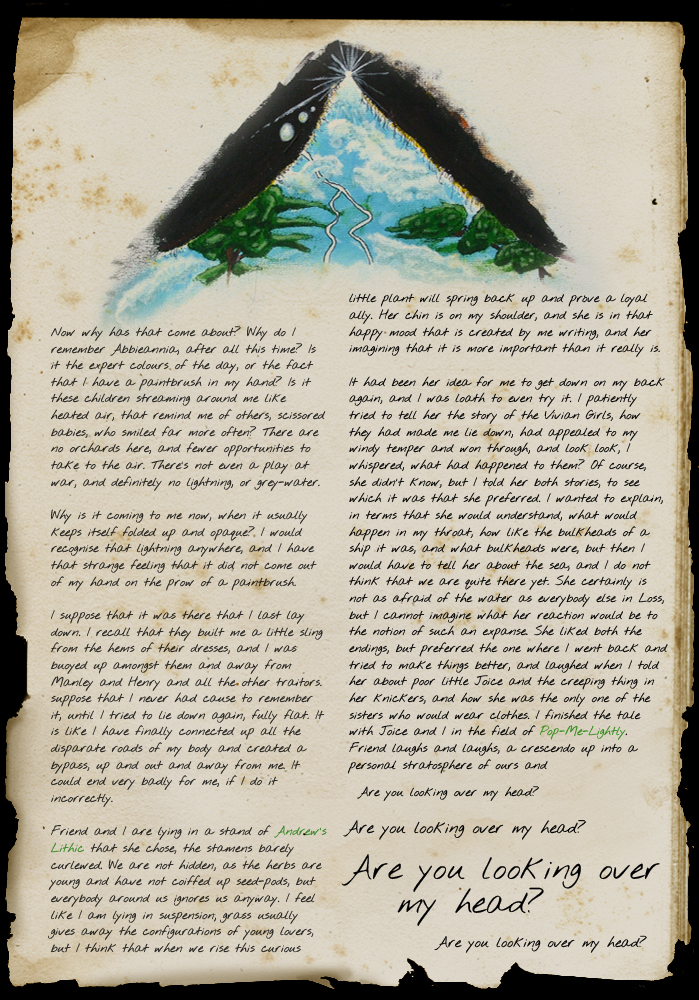 Now why has that come about? Why do I
remember Abbieannia, after all this time? Is
it the expert colours of the day, or the fact
that I have a paintbrush in my hand? Is it
these children streaming around me like
heated air, that remind me of others, scissored
babies, who smiled far more often? There are
no orchards here, and fewer opportunities to
take to the air. There's not even a play at
war, and definitely no lightning, or grey-water.

Why is it coming to me now, when it usually
keeps itself folded up and opaque? I would
recognise that lightning anywhere, and I have
that strange feeling that it did not come out
of my hand on the prow of a paintbrush.

I suppose that it was there that I last lay
down. I recall that they built me a little sling
from the hems of their dresses, and I was
buoyed up amongst them and away from
Manley and Henry and all the other traitors. I
suppose that I never had cause to remember
it, until I tried to lie down again, fully flat. It
is like I have finally connected up all the
disparate roads of my body and created a
bypass, up and out and away from me. It
could end very badly for me, if I do it
incorrectly.

Friend and I are lying in a stand of Andrew's
Lithic that she chose, the stamens barely
curlewed. We are not hidden, as the herbs are
young and have not coiffed up seed-pods, but
everybody around us ignores us anyway. I feel
like I am lying in suspension, grass usually
gives away the configurations of young lovers,
but I think that when we rise this curious
little plant will spring back up and prove a loyal
ally. Her chin is on my shoulder, and she is in that
happy mood that is created by me writing, and her
imagining that it is more important than it really is.

It had been her idea for me to get down on my back
again, and I was loath to even try it. I patiently
tried to tell her the story of the Vivian Girls, how
they had made me lie down, had appealed to my
windy temper and won through, and look, look, I
whispered, what had happened to them? Of course,
she didn't know, but I told her both stories, to see
which it was that she preferred. I wanted to explain,
in terms that she would understand, what would
happen in my throat, how like the bulkheads of a
ship it was, and what bulkheads were, but then I
would have to tell her about the sea, and I do not
think that we are quite there yet. She certainly is
not as afraid of the water as everybody else in Loss,
but I cannot imagine what her reaction would be to
the notion of such an expanse. She liked both the
endings, but preferred the one where I went back and
tried to make things better, and laughed when I told
her about poor little Joice and the creeping thing in
her knickers, and how she was the only one of the
sisters who would wear clothes. I finished the tale
with Joice and I in the field of Pop-Me-Lightly.
Friend laughs and laughs, a crescendo up into a
personal stratosphere of ours and

Are you looking over my head?

Are you looking over my head?

Are you looking over
my head?

Are you looking over my head?